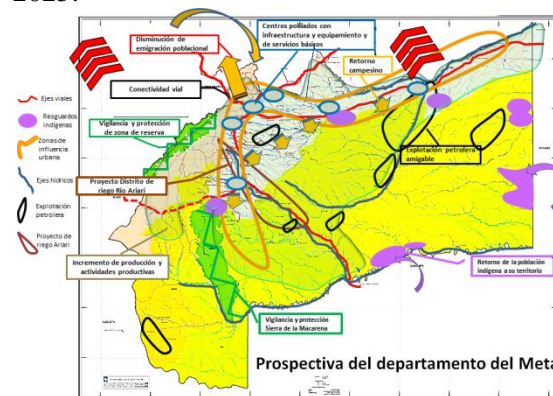 2025.
Disminución de
emigración poblacional
Centros poblados con
infraestructura y equipamiento y
de servicios básicos
Retorno
campesino
Conectividad vial
Ejes viales
Resguardos
indígenas
Zonas de
influencia
urbana
Ejes hídricos
Explotación
petrolera
Proyecto de
riego Ariari
Vigilancia y protección
de zona de reserva
Explotación petrolera
amigable
Proyecto Distrito de
riego Rio Ariari
Incremento de producción y
actividades productivas
Retorno de la población
indígena a su territorio
Vigilancia y protección
Sierra de la Macarena
Prospectiva del departamento del Meta